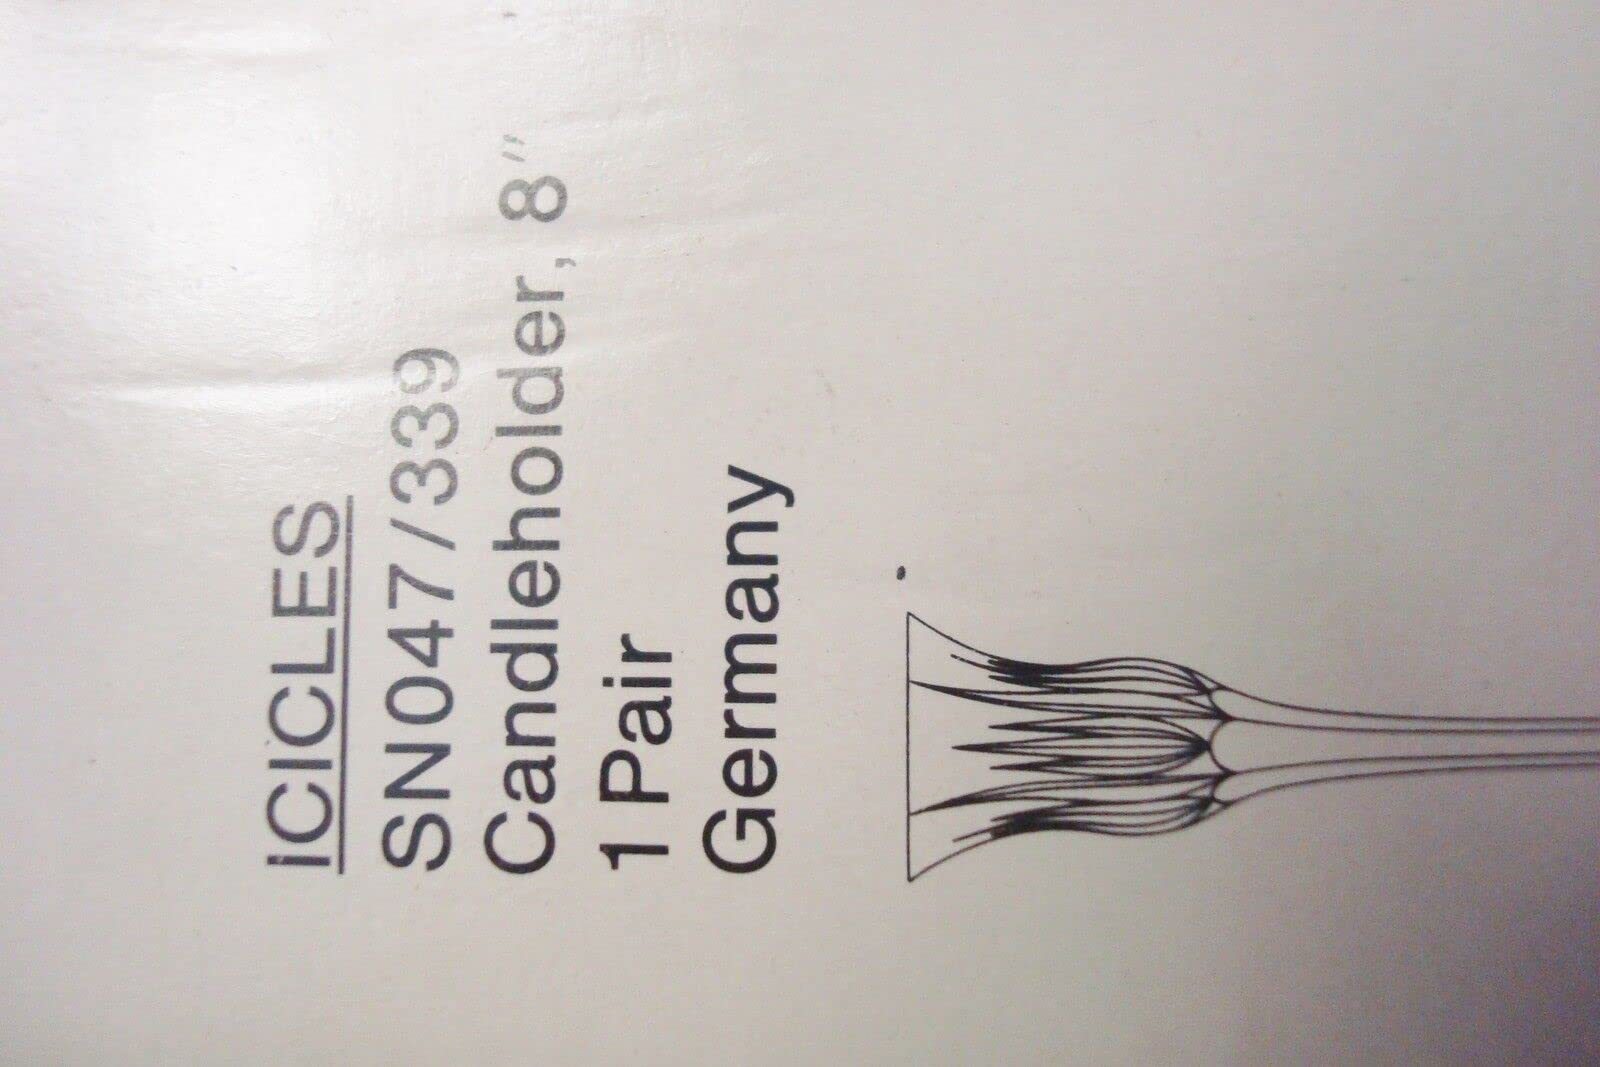 ICICLES
SN047/339
Candleholder, 8"
1 Pair
Germany